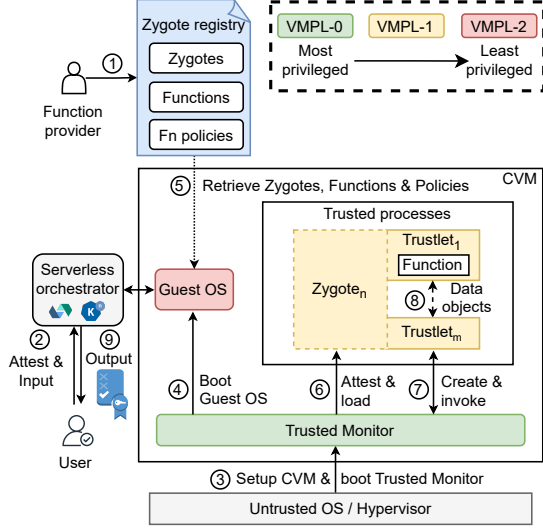 Zygote registry
Zygotes
Functions
Fn policies
①
Function
provider
VMPL-0
VMPL-1
VMPL-2
Most
privileged
Least
privileged
CVM
⑤ Retrieve Zygotes, Functions & Policies
Trusted processes
Zygoteₙ
Trustlet₁
Function
⑧ Data
objects
Trustletₘ
Serverless
orchestrator
Guest OS
② Attest &
Input
⑨ Output
User
④ Boot
Guest OS
⑥ Attest &
load
⑦ Create &
invoke
Trusted Monitor
③ Setup CVM & boot Trusted Monitor
Untrusted OS / Hypervisor